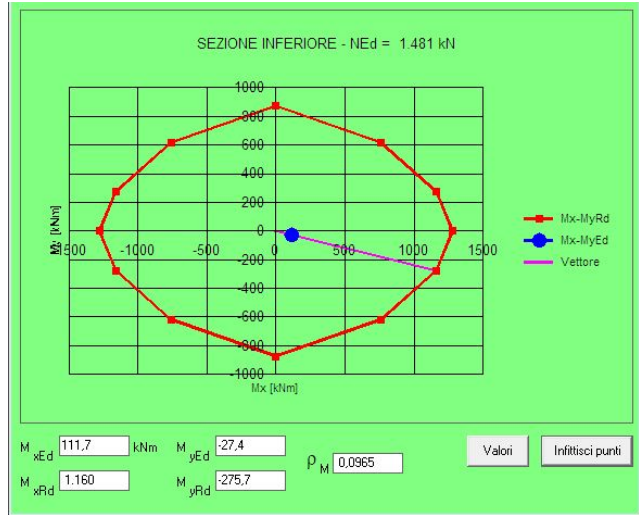 SEZIONE INFERIORE - NEd = 1.481 kN
1000
800
600
400
200
0
-200
-400
-600
-800
-1000
-1500 -1000 -500 0 500 1000 1500
[kNm]
Mx [kNm]
Mx-MyRd
Mx-MyEd
Vettore
M xEd 111,7 kNm M yEd -27,4
ρ M 0,0965
Valori Infittisci punti
M xRd 1.160 M yRd -275,7